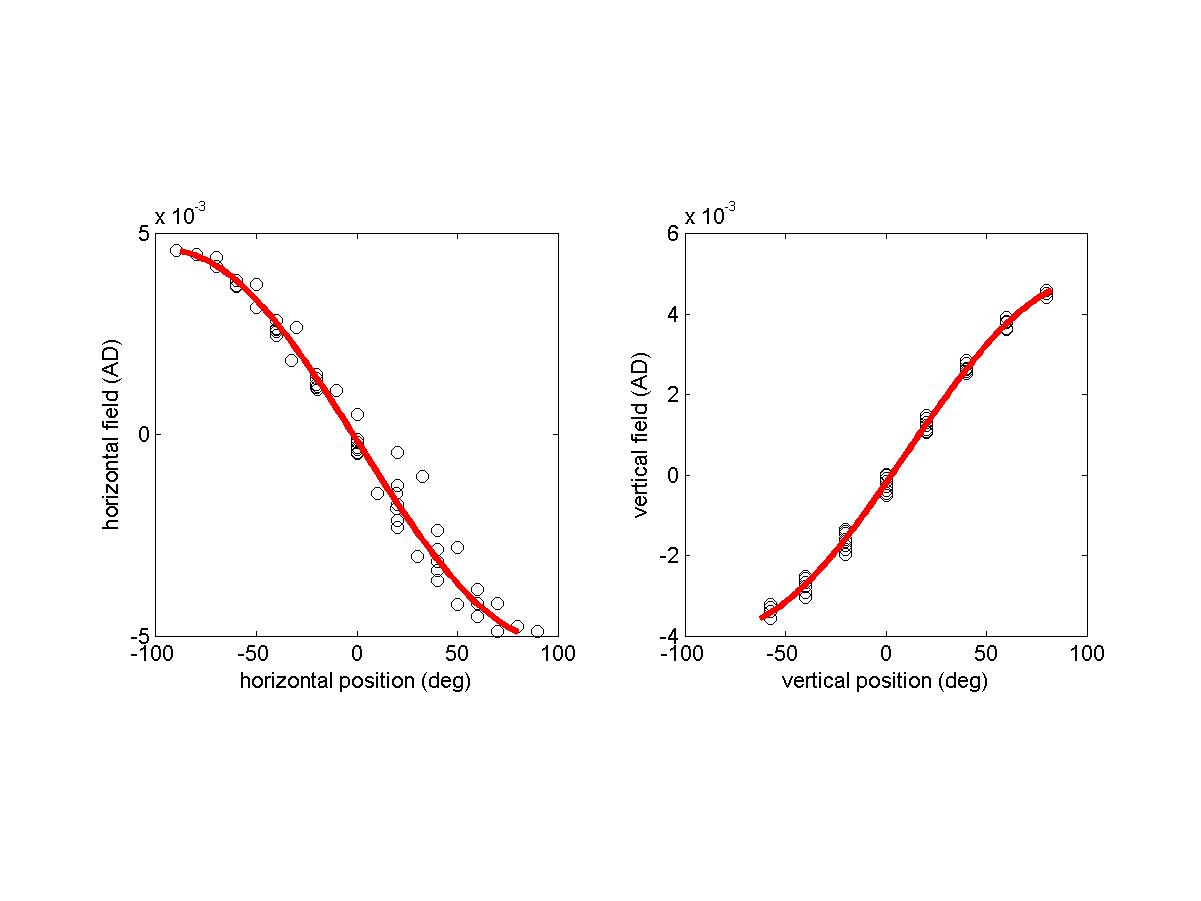 x 10-3
5
0
-5
-100 -50 0 50 100
horizontal position (deg)
horizontal field (AD)
x 10-3
6
4
2
0
-2
-4
-100 -50 0 50 100
vertical position (deg)
vertical field (AD)